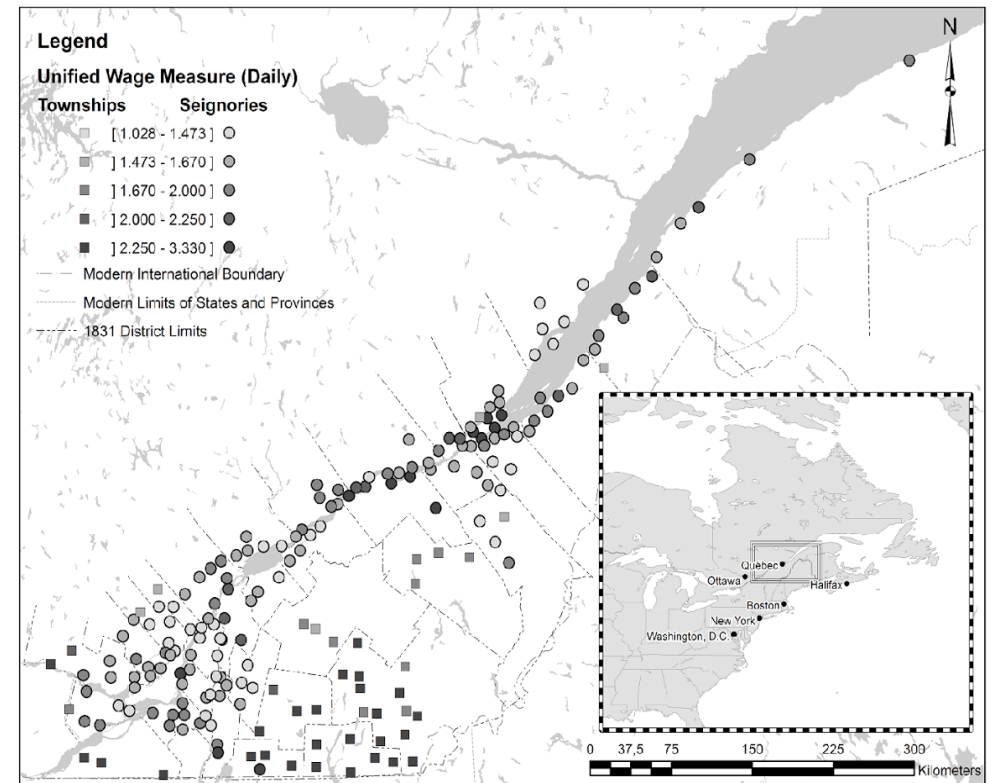 Legend
Unified Wage Measure (Daily)
Townships Seignories
[ 1.028 - 1.473 ]
] 1.473 - 1.670 ]
] 1.670 - 2.000 ]
] 2.000 - 2.250 ]
] 2.250 - 3.330 ]
Modern International Boundary
Modern Limits of States and Provinces
1831 District Limits
N
Quebec
Ottawa
Halifax
Boston
New York
Washington, D.C.
0 37,5 75 150 225 300
Kilometers